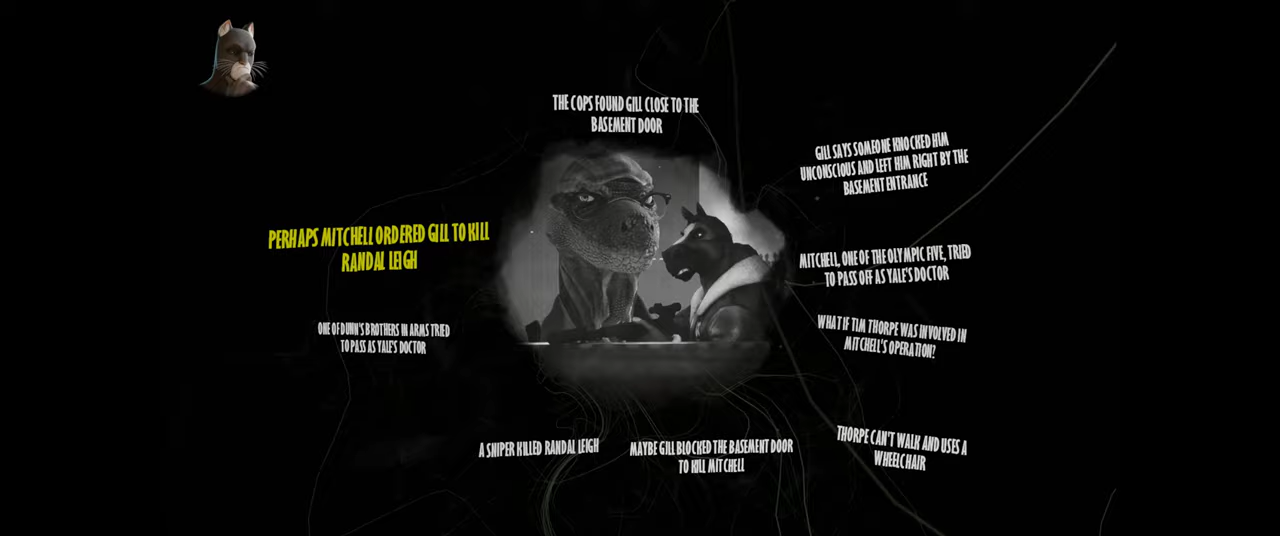 THE COPS FOUND GILL CLOSE TO THE
BASEMENT DOOR
GILL SAYS SOMEONE KNOCKED HIM
UNCONSCIOUS AND LEFT HIM RIGHT BY THE
BASEMENT ENTRANCE
PERHAPS MITCHELL ORDERED GILL TO KILL
RANDAL LEIGH
MITCHELL, ONE OF THE OLYMPIC FIVE, TRIED
TO PASS OFF AS YALE'S DOCTOR
ONE OF DUNN'S BROTHERS IN ARMS TRIED
TO PASS AS YALE'S DOCTOR
WHAT IF TIM THORPE WAS INVOLVED IN
MITCHELL'S OPERATION?
A SNIPER KILLED RANDAL LEIGH
MAYBE GILL BLOCKED THE BASEMENT DOOR
TO KILL MITCHELL
THORPE CAN'T WALK AND USES A
WHEELCHAIR